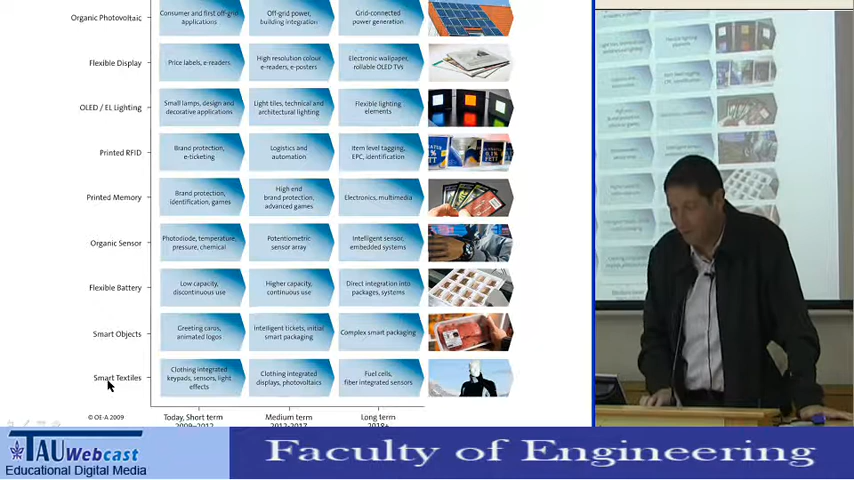 Organic Photovoltaic
Consumer and first off-grid
applications
Off-grid power,
building integration
Grid-connected
power generation
Flexible Display
Price labels, e-readers
High resolution colour
e-readers, e-posters
Electronic wallpaper,
rollable OLED TVs
OLED / EL Lighting
Small lamps, design and
decorative applications
Light tiles, technical and
architectural lighting
Flexible lighting
elements
Printed RFID
Brand protection,
e-ticketing
Logistics and
automation
Item level tagging,
EPC, identification
Printed Memory
Brand protection,
identification, games
High end
brand protection,
advanced games
Electronics, multimedia
Organic Sensor
Photodiode, temperature,
pressure, chemical
Potentiometric
sensor array
Intelligent sensor,
embedded systems
Flexible Battery
Low capacity,
discontinuous use
Higher capacity,
continuous use
Direct integration into
packages, systems
Smart Objects
Greeting cards,
animated logos
Intelligent tickets, initial
smart packaging
Complex smart packaging
Smart Textiles
Clothing integrated
keypads, sensors, light
effects
Clothing integrated
displays, photovoltaics
Fuel cells,
fiber integrated sensors
© OE-A 2009
Today, Short term
2009–2012
Medium term
2012-2017
Long term
2018+
TAU Webcast
Educational Digital Media
Faculty of Engineering